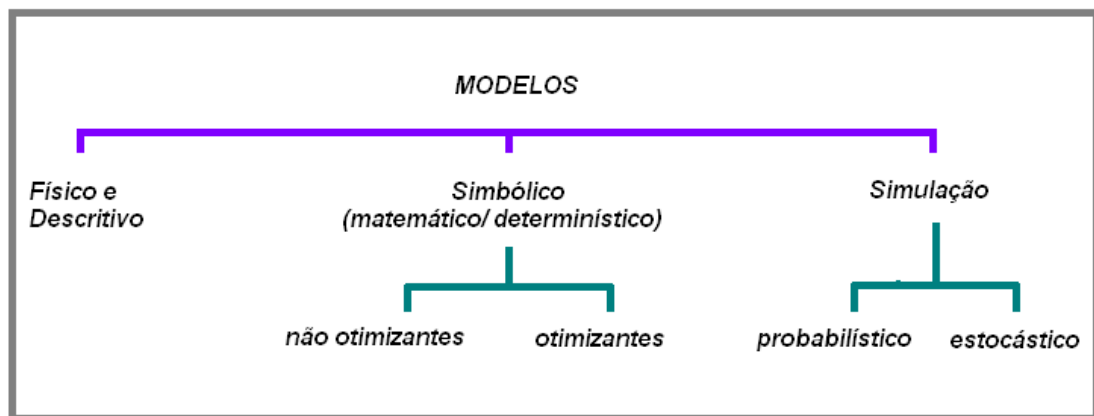 MODELOS
Físico e
Descritivo
Simbólico
(matemático/ determinístico)
Simulação
não otimizantes
otimizantes
probabilístico
estocástico